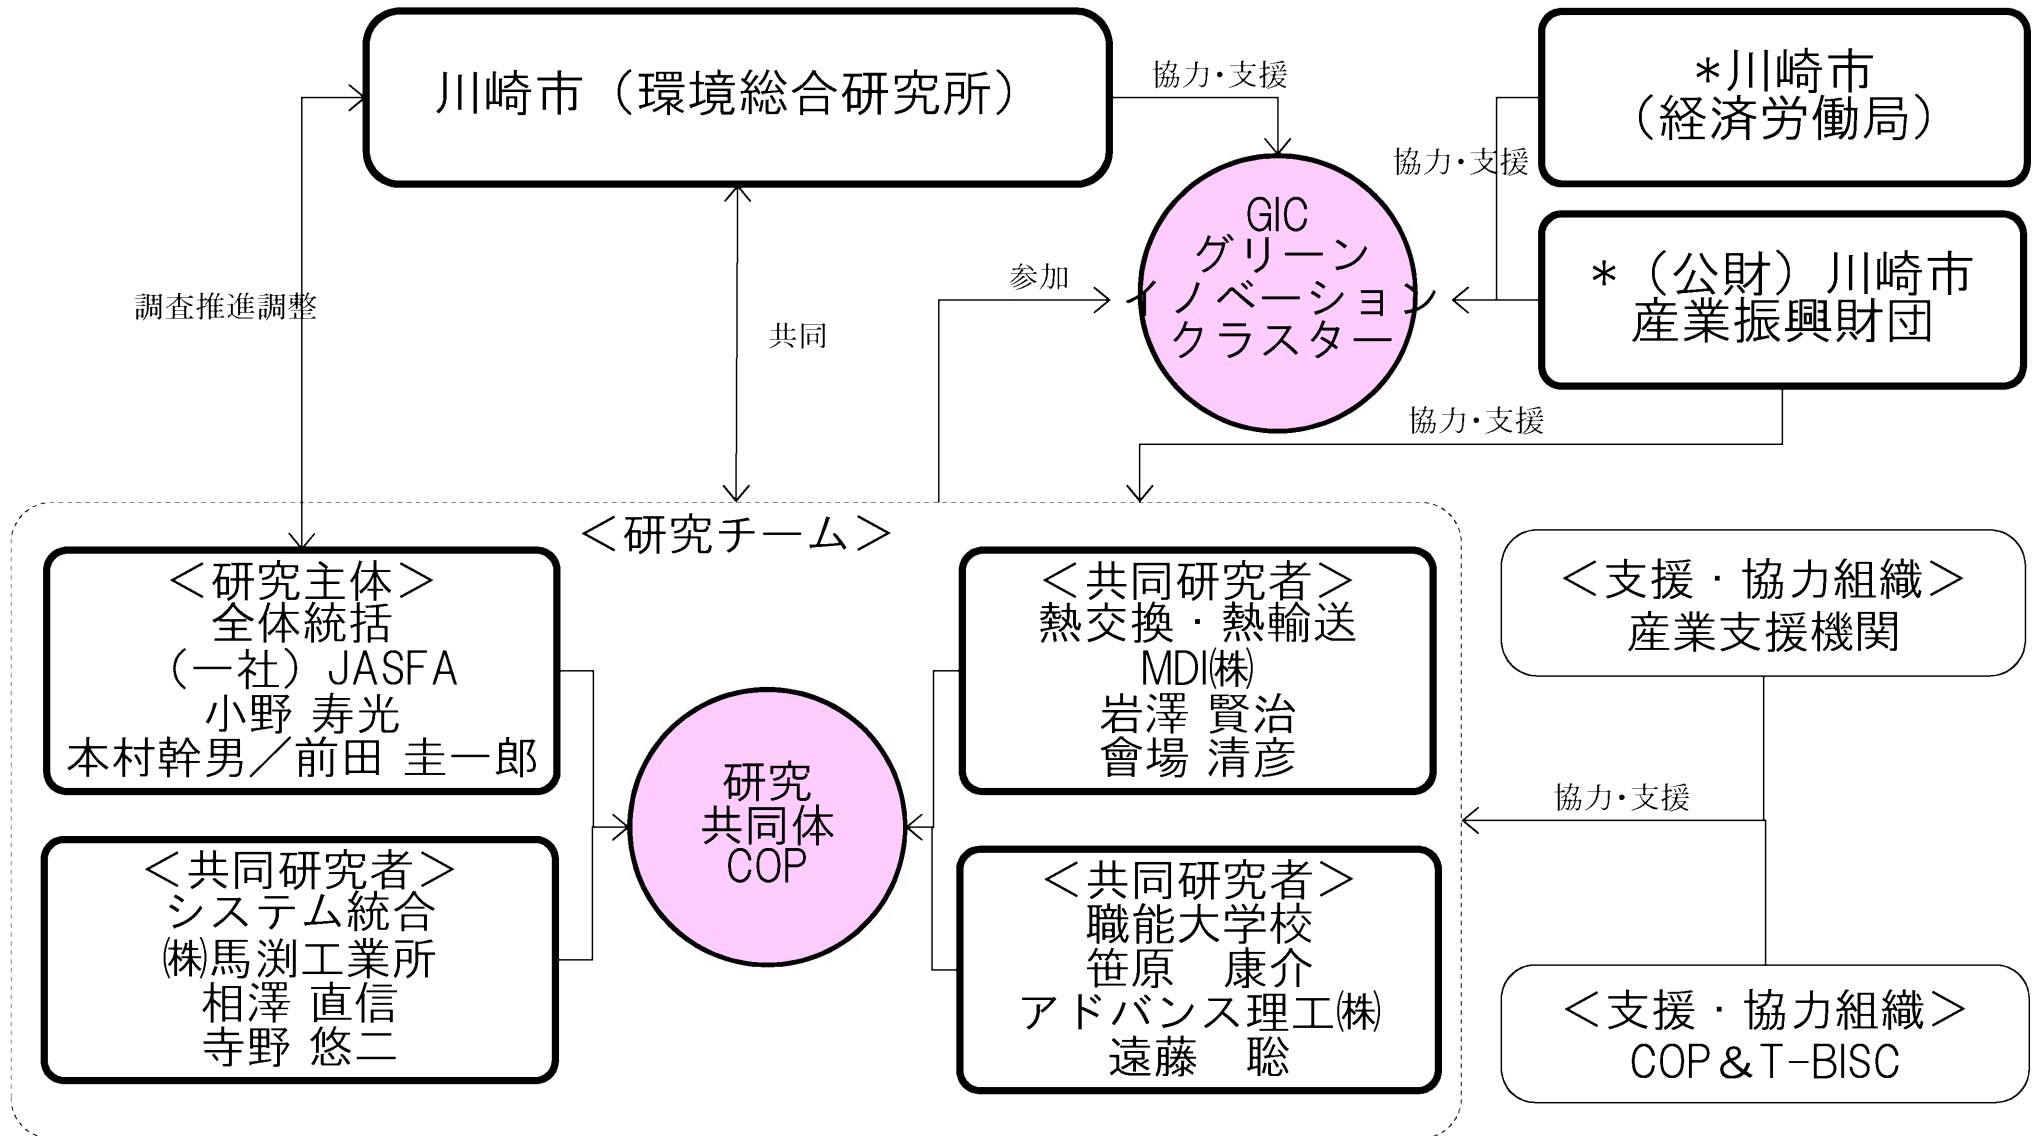 川崎市（環境総合研究所）
協力・支援
＊川崎市
（経済労働局）
協力・支援
GIC
グリーン
イノベーション
クラスター
＊（公財）川崎市
産業振興財団
参加
調査推進調整
共同
協力・支援
＜研究チーム＞
＜研究主体＞
全体統括
（一社）JASFA
小野 寿光
本村幹男／前田 圭一郎
＜共同研究者＞
熱交換・熱輸送
MDI㈱
岩澤 賢治
會場 清彦
＜支援・協力組織＞
産業支援機関
研究
共同体
COP
協力・支援
＜共同研究者＞
システム統合
㈱馬渕工業所
相澤 直信
寺野 悠二
＜共同研究者＞
職能大学校
笹原　康介
アドバンス理工㈱
遠藤　聡
＜支援・協力組織＞
COP＆T-BISC